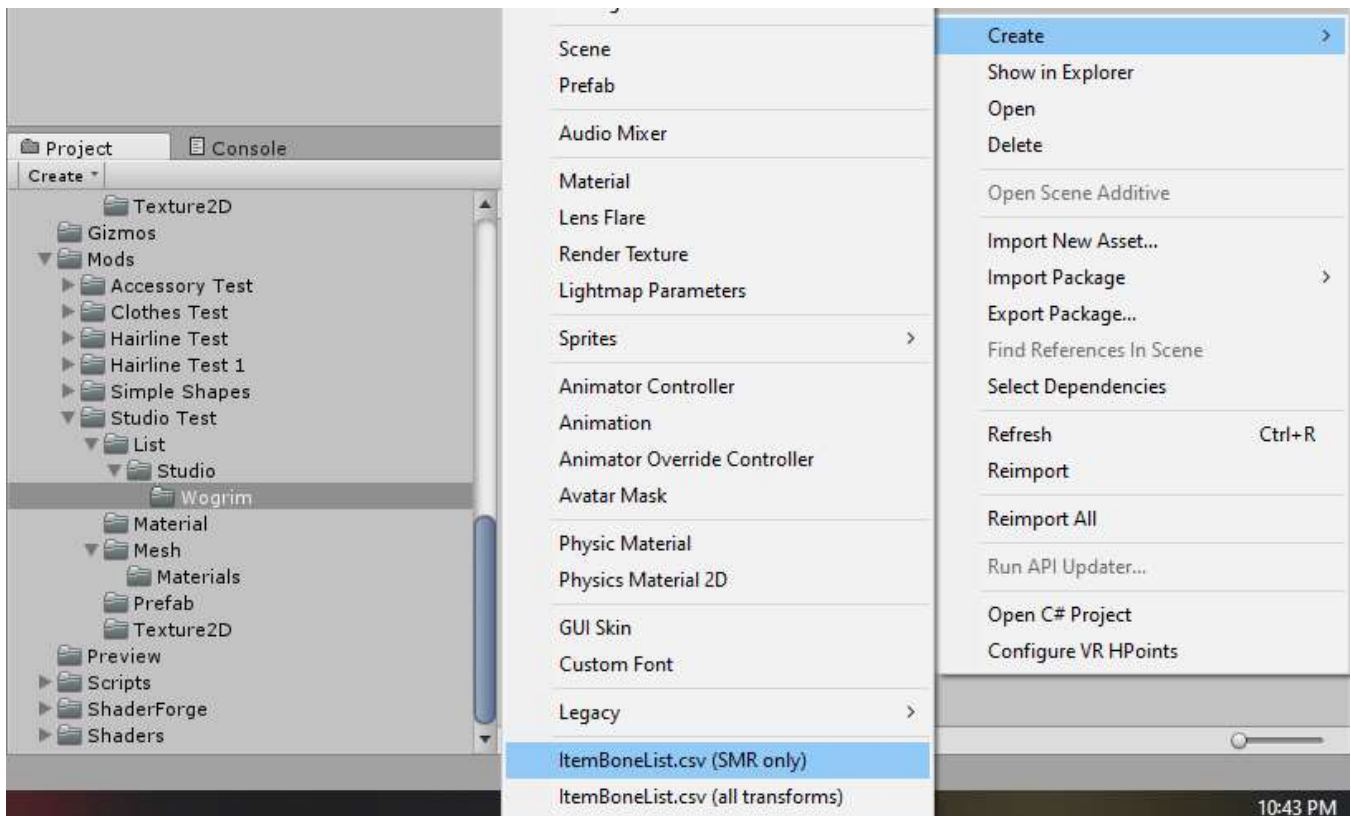 Project
Console
Create
Texture2D
Gizmos
Mods
Accessory Test
Clothes Test
Hairline Test
Hairline Test 1
Simple Shapes
Studio Test
List
Studio
Wogrim
Material
Mesh
Materials
Prefab
Texture2D
Preview
Scripts
ShaderForge
Shaders
Scene
Prefab
Audio Mixer
Material
Lens Flare
Render Texture
Lightmap Parameters
Sprites >
Animator Controller
Animation
Animator Override Controller
Avatar Mask
Physic Material
Physics Material 2D
GUI Skin
Custom Font
Legacy >
ItemBoneList.csv (SMR only)
ItemBoneList.csv (all transforms)
Create >
Show in Explorer
Open
Delete
Open Scene Additive
Import New Asset...
Import Package >
Export Package...
Find References In Scene
Select Dependencies
Refresh Ctrl+R
Reimport
Reimport All
Run API Updater...
Open C# Project
Configure VR HPoints
10:43 PM